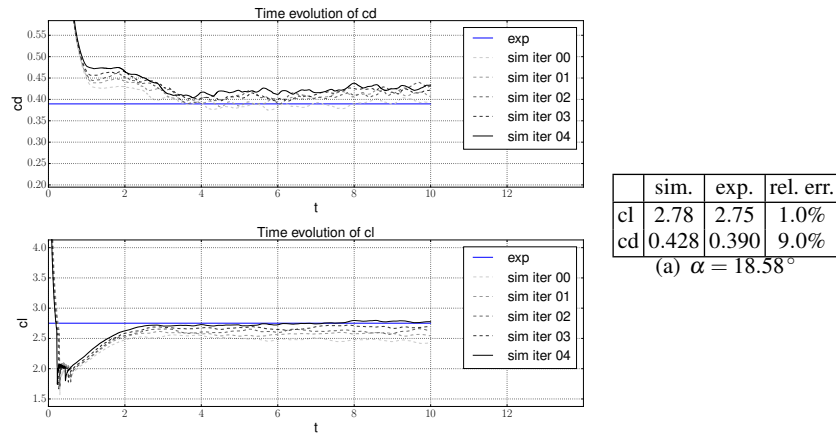 Time evolution of cd
0.55
0.50
0.45
0.40
0.35
0.30
0.25
0.20
cd
0 2 4 6 8 10 12
t
exp
sim iter 00
sim iter 01
sim iter 02
sim iter 03
sim iter 04
Time evolution of cl
4.0
3.5
3.0
2.5
2.0
1.5
cl
0 2 4 6 8 10 12
t
exp
sim iter 00
sim iter 01
sim iter 02
sim iter 03
sim iter 04
sim. exp. rel. err.
cl 2.78 2.75 1.0%
cd 0.428 0.390 9.0%
(a) α = 18.58°